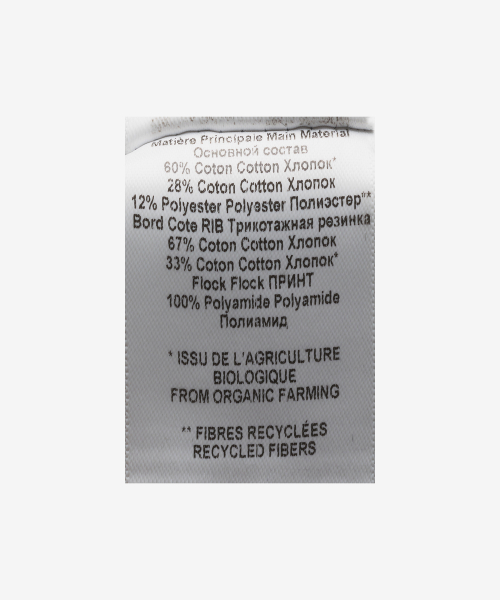 Matière Principale Main Material
Основной состав
60% Coton Cotton Хлопок*
28% Coton Cotton Хлопок
12% Polyester Polyester Полиэстер**
Bord Cote RIB Трикотажная резинка
67% Coton Cotton Хлопок
33% Coton Cotton Хлопок*
Flock Flock ПРИНТ
100% Polyamide Polyamide
Полиамид
* ISSU DE L'AGRICULTURE
BIOLOGIQUE
FROM ORGANIC FARMING
** FIBRES RECYCLÉES
RECYCLED FIBERS